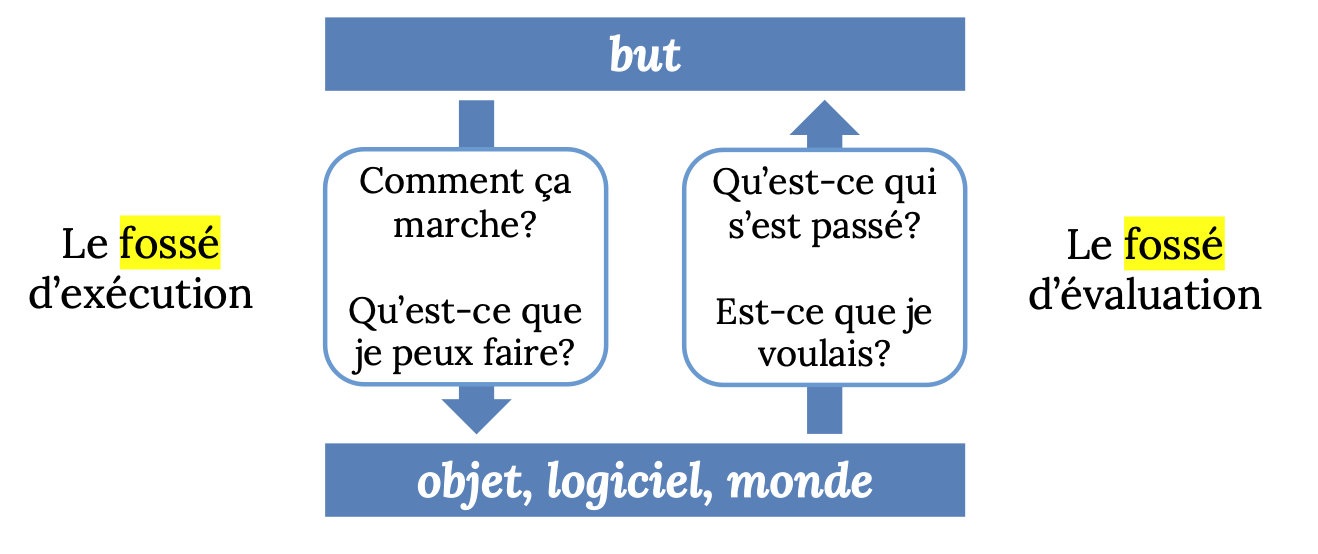 but
Le fossé
d'exécution
Comment ça
marche?
Qu'est-ce que
je peux faire?
Qu'est-ce qui
s'est passé?
Est-ce que je
voulais?
Le fossé
d'évaluation
objet, logiciel, monde